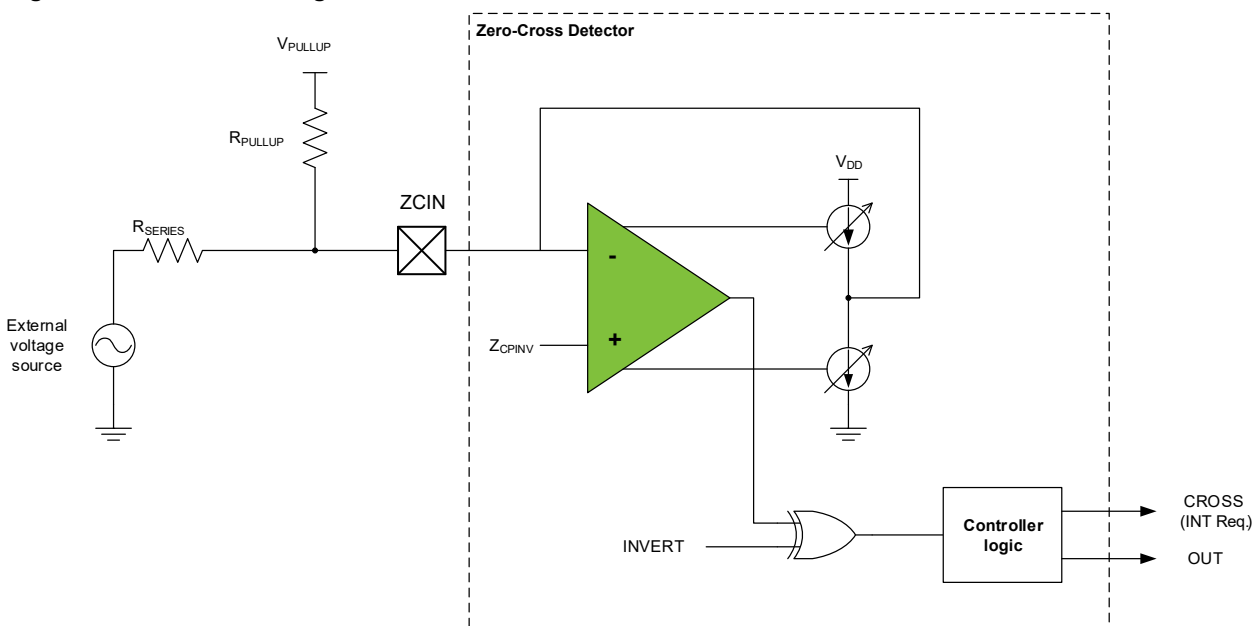 Zero-Cross Detector
VPULLUP
RPULLUP
VDD
ZCIN
RSERIES
-
External
voltage
source
+
ZCPINV
CROSS
(INT Req.)
Controller
logic
INVERT
OUT